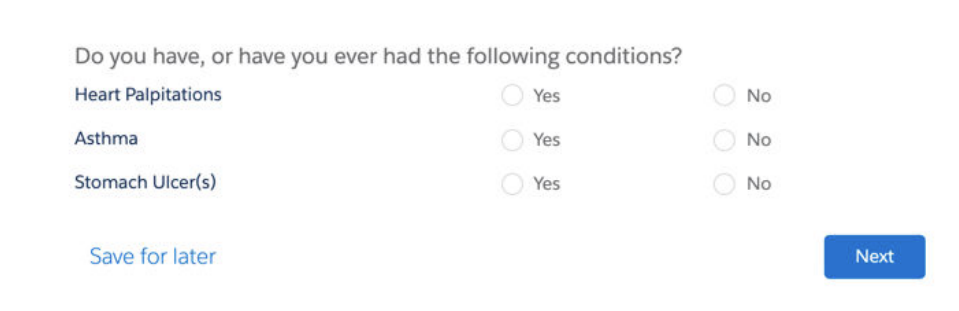 Do you have, or have you ever had the following conditions?
Heart Palpitations Yes No
Asthma Yes No
Stomach Ulcer(s) Yes No
Save for later Next